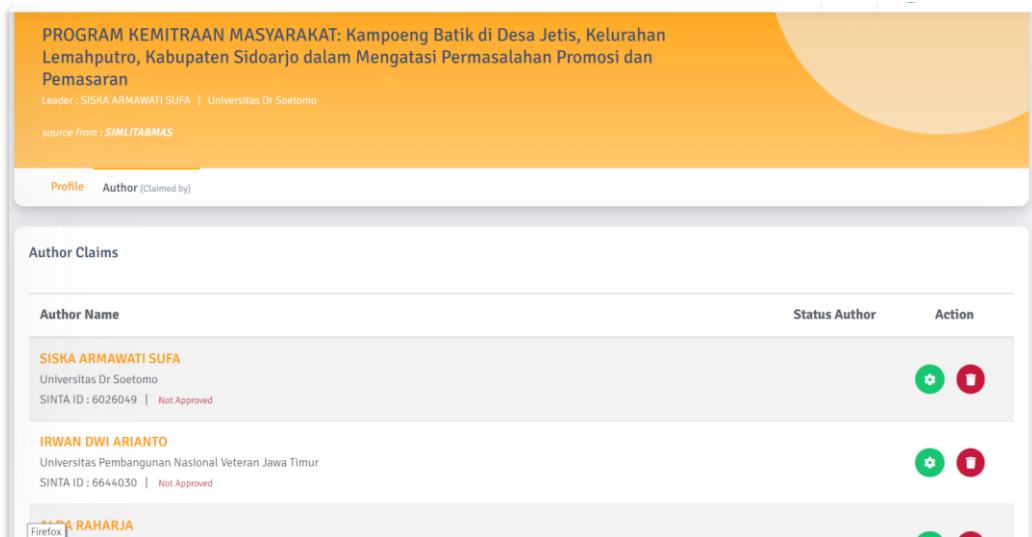 PROGRAM KEMITRAAN MASYARAKAT: Kampoeng Batik di Desa Jetis, Kelurahan
Lemahputro, Kabupaten Sidoarjo dalam Mengatasi Permasalahan Promosi dan
Pemasaran
Leader : SISKA ARMAWATI SUFA | Universitas Dr Soetomo
source from : SIMLITABMAS
Profile Author (Claimed by)
Author Claims
Author Name Status Author Action
SISKA ARMAWATI SUFA
Universitas Dr Soetomo
SINTA ID : 6026049 | Not Approved
IRWAN DWI ARIANTO
Universitas Pembangunan Nasional Veteran Jawa Timur
SINTA ID : 6644030 | Not Approved
RAHARJA
Firefox